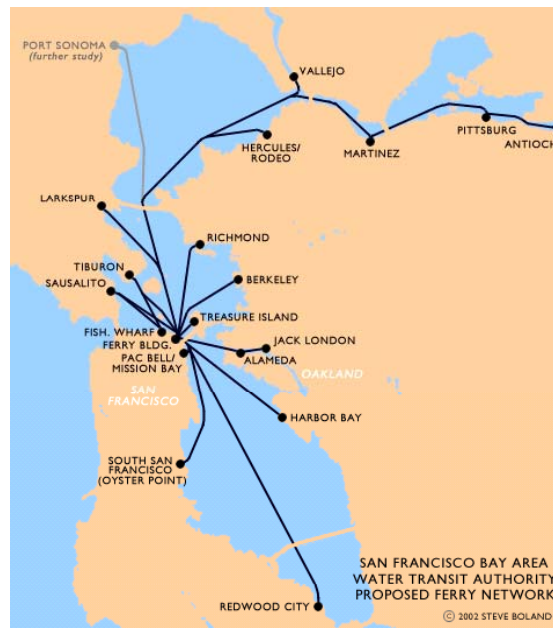 PORT SONOMA
(further study)
VALLEJO
HERCULES/
RODEO
MARTINEZ
PITTSBURG
ANTIOCH
LARKSPUR
RICHMOND
TIBURON
SAUSALITO
BERKELEY
TREASURE ISLAND
FISH. WHARF
FERRY BLDG.
PAC BELL/
MISSION BAY
JACK LONDON
ALAMEDA
OAKLAND
SAN
FRANCISCO
HARBOR BAY
SOUTH SAN
FRANCISCO
(OYSTER POINT)
REDWOOD CITY
SAN FRANCISCO BAY AREA
WATER TRANSIT AUTHORITY
PROPOSED FERRY NETWORK
© 2002 STEVE BOLAND